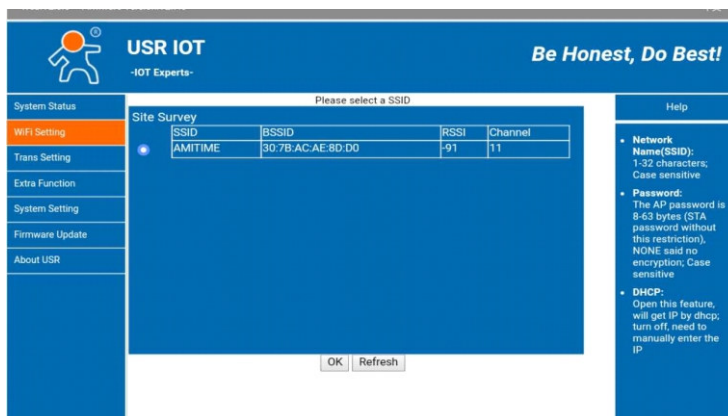 ®
USR IOT
-IOT Experts-
Be Honest, Do Best!
System Status
WiFi Setting
Trans Setting
Extra Function
System Setting
Firmware Update
About USR
Please select a SSID
Site Survey
SSID BSSID RSSI Channel
AMITIME 30:7B:AC:AE:8D:D0 -91 11
OK Refresh
Help
• Network
Name(SSID):
1-32 characters;
Case sensitive
• Password:
The AP password is
8-63 bytes (STA
password without
this restriction),
NONE said no
encryption; Case
sensitive
• DHCP:
Open this feature,
will get IP by dhcp;
turn off, need to
manually enter the
IP